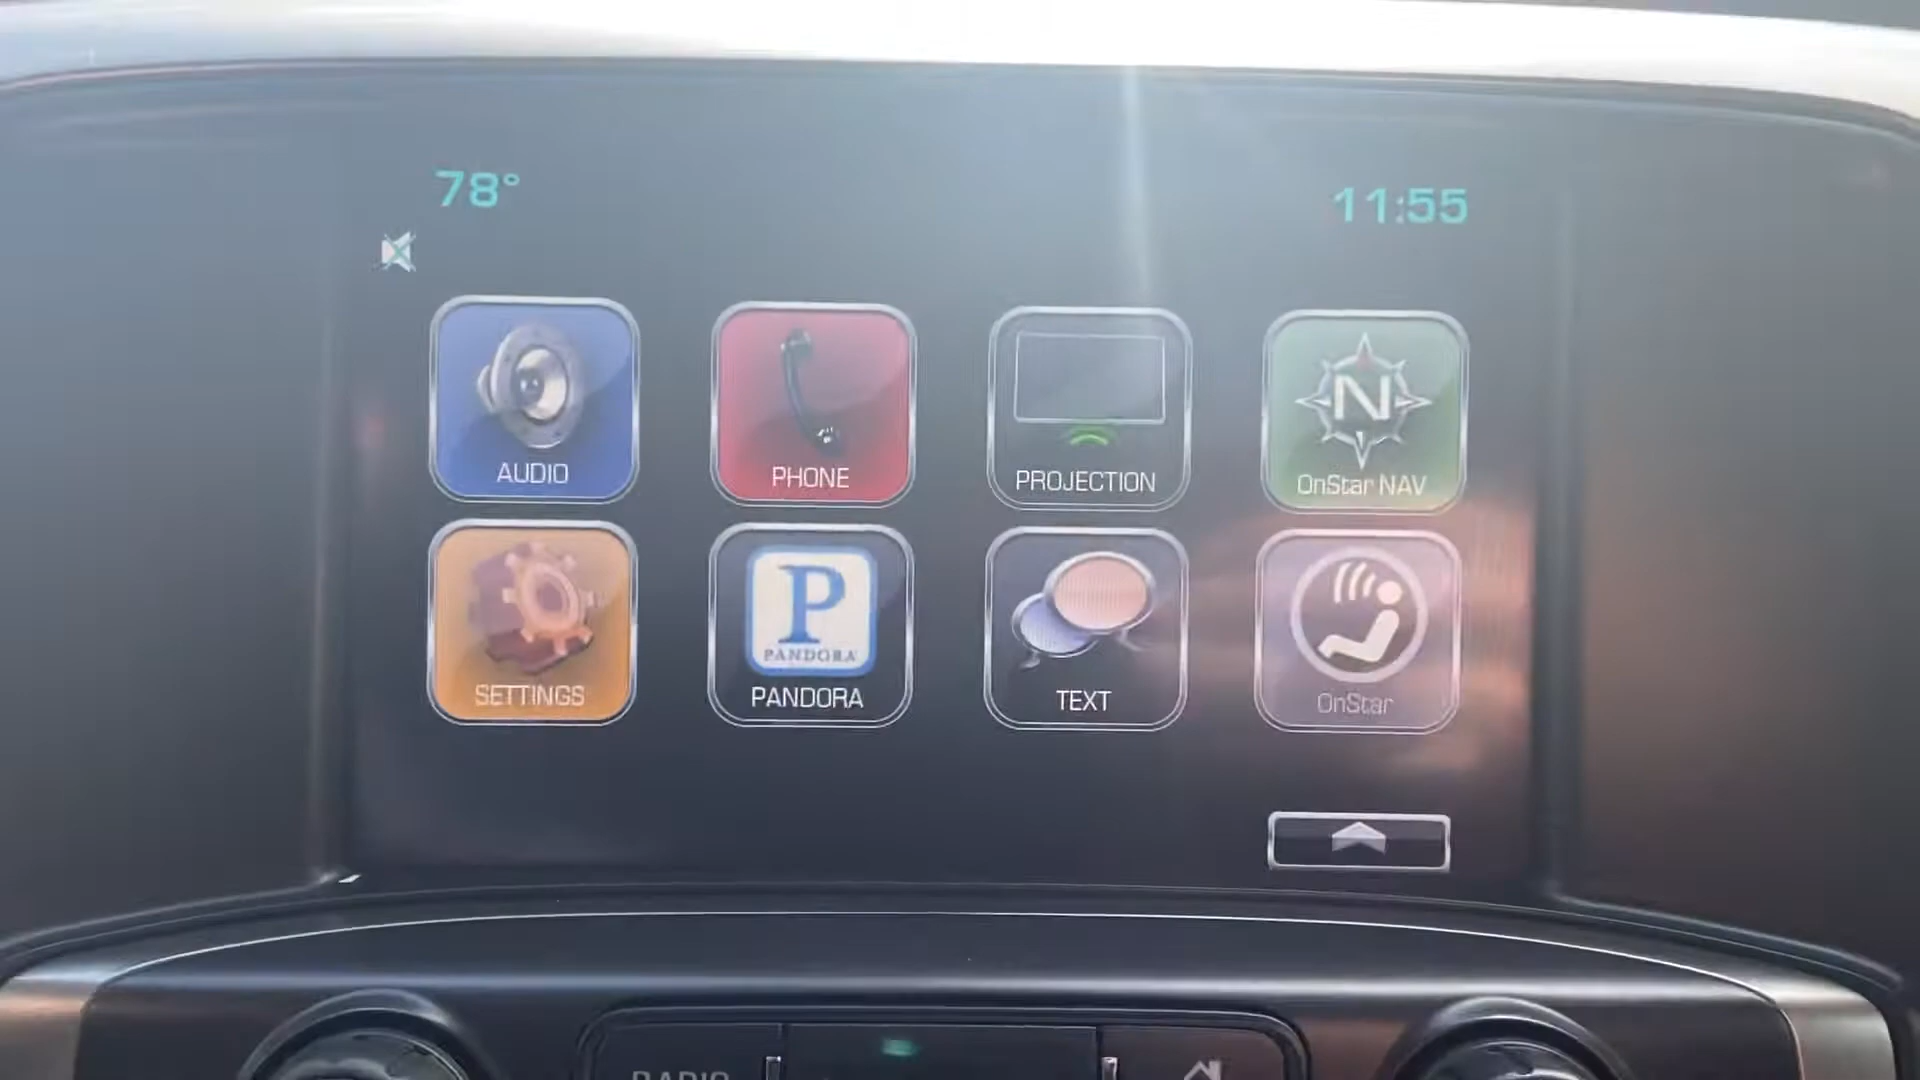 78°
11:55
AUDIO
PHONE
PROJECTION
N
OnStar NAV
SETTINGS
P
PANDORA
PANDORA
TEXT
OnStar
RADIO